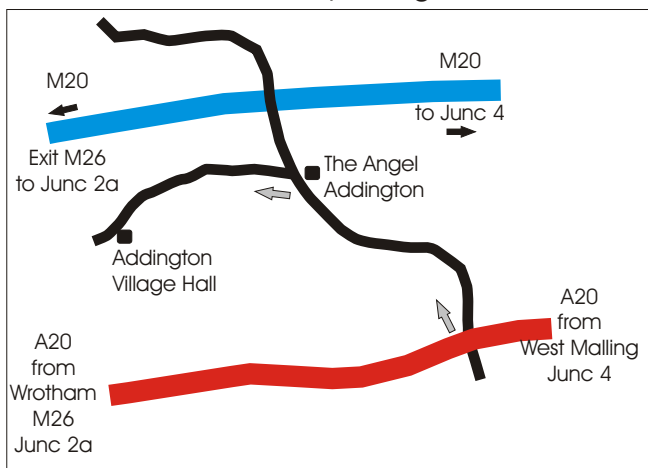 M20
M20
to Junc 4
Exit M26
to Junc 2a
The Angel
Addington
Addington
Village Hall
A20
from
West Malling
Junc 4
A20
from
Wrotham
M26
Junc 2a